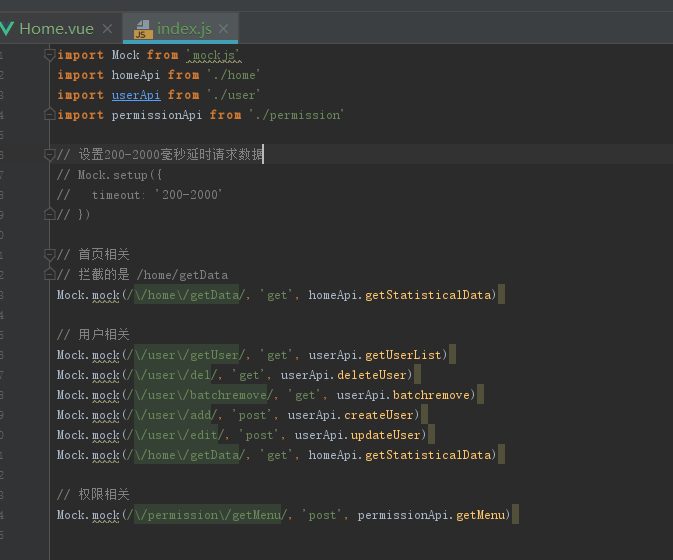 Home.vue
index.js
import Mock from 'mockjs'
import homeApi from './home'
import userApi from './user'
import permissionApi from './permission'
// 设置200-2000毫秒延时请求数据
// Mock.setup({
//   timeout: '200-2000'
// })
// 首页相关
// 拦截的是 /home/getData
Mock.mock(/\/home\/getData/, 'get', homeApi.getStatisticalData)
// 用户相关
Mock.mock(/\/user\/getUser/, 'get', userApi.getUserList)
Mock.mock(/\/user\/del/, 'get', userApi.deleteUser)
Mock.mock(/\/user\/batchremove/, 'get', userApi.batchremove)
Mock.mock(/\/user\/add/, 'post', userApi.createUser)
Mock.mock(/\/user\/edit/, 'post', userApi.updateUser)
Mock.mock(/\/home\/getData/, 'get', homeApi.getStatisticalData)
// 权限相关
Mock.mock(/\/permission\/getMenu/, 'post', permissionApi.getMenu)